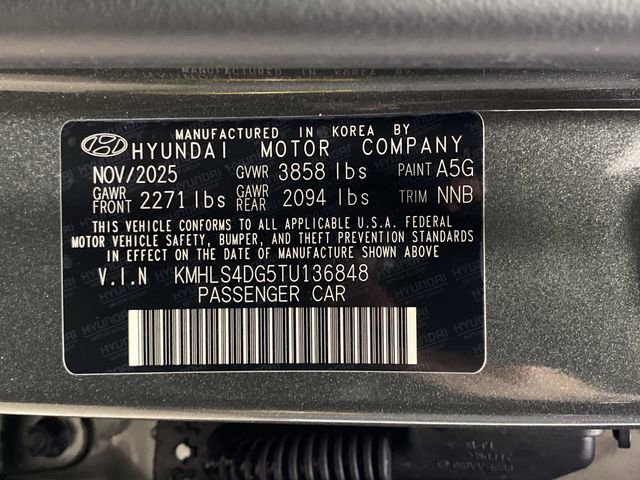 MANUFACTURED IN KOREA BY
HYUNDAI MOTOR COMPANY
NOV/2025 GVWR 3858 lbs PAINT A5G
GAWR FRONT 2271 lbs GAWR REAR 2094 lbs TRIM NNB
THIS VEHICLE CONFORMS TO ALL APPLICABLE U.S.A. FEDERAL
MOTOR VEHICLE SAFETY, BUMPER, AND THEFT PREVENTION STANDARDS
IN EFFECT ON THE DATE OF MANUFACTURE SHOWN ABOVE
V.I.N KMHLS4DG5TU136848
PASSENGER CAR